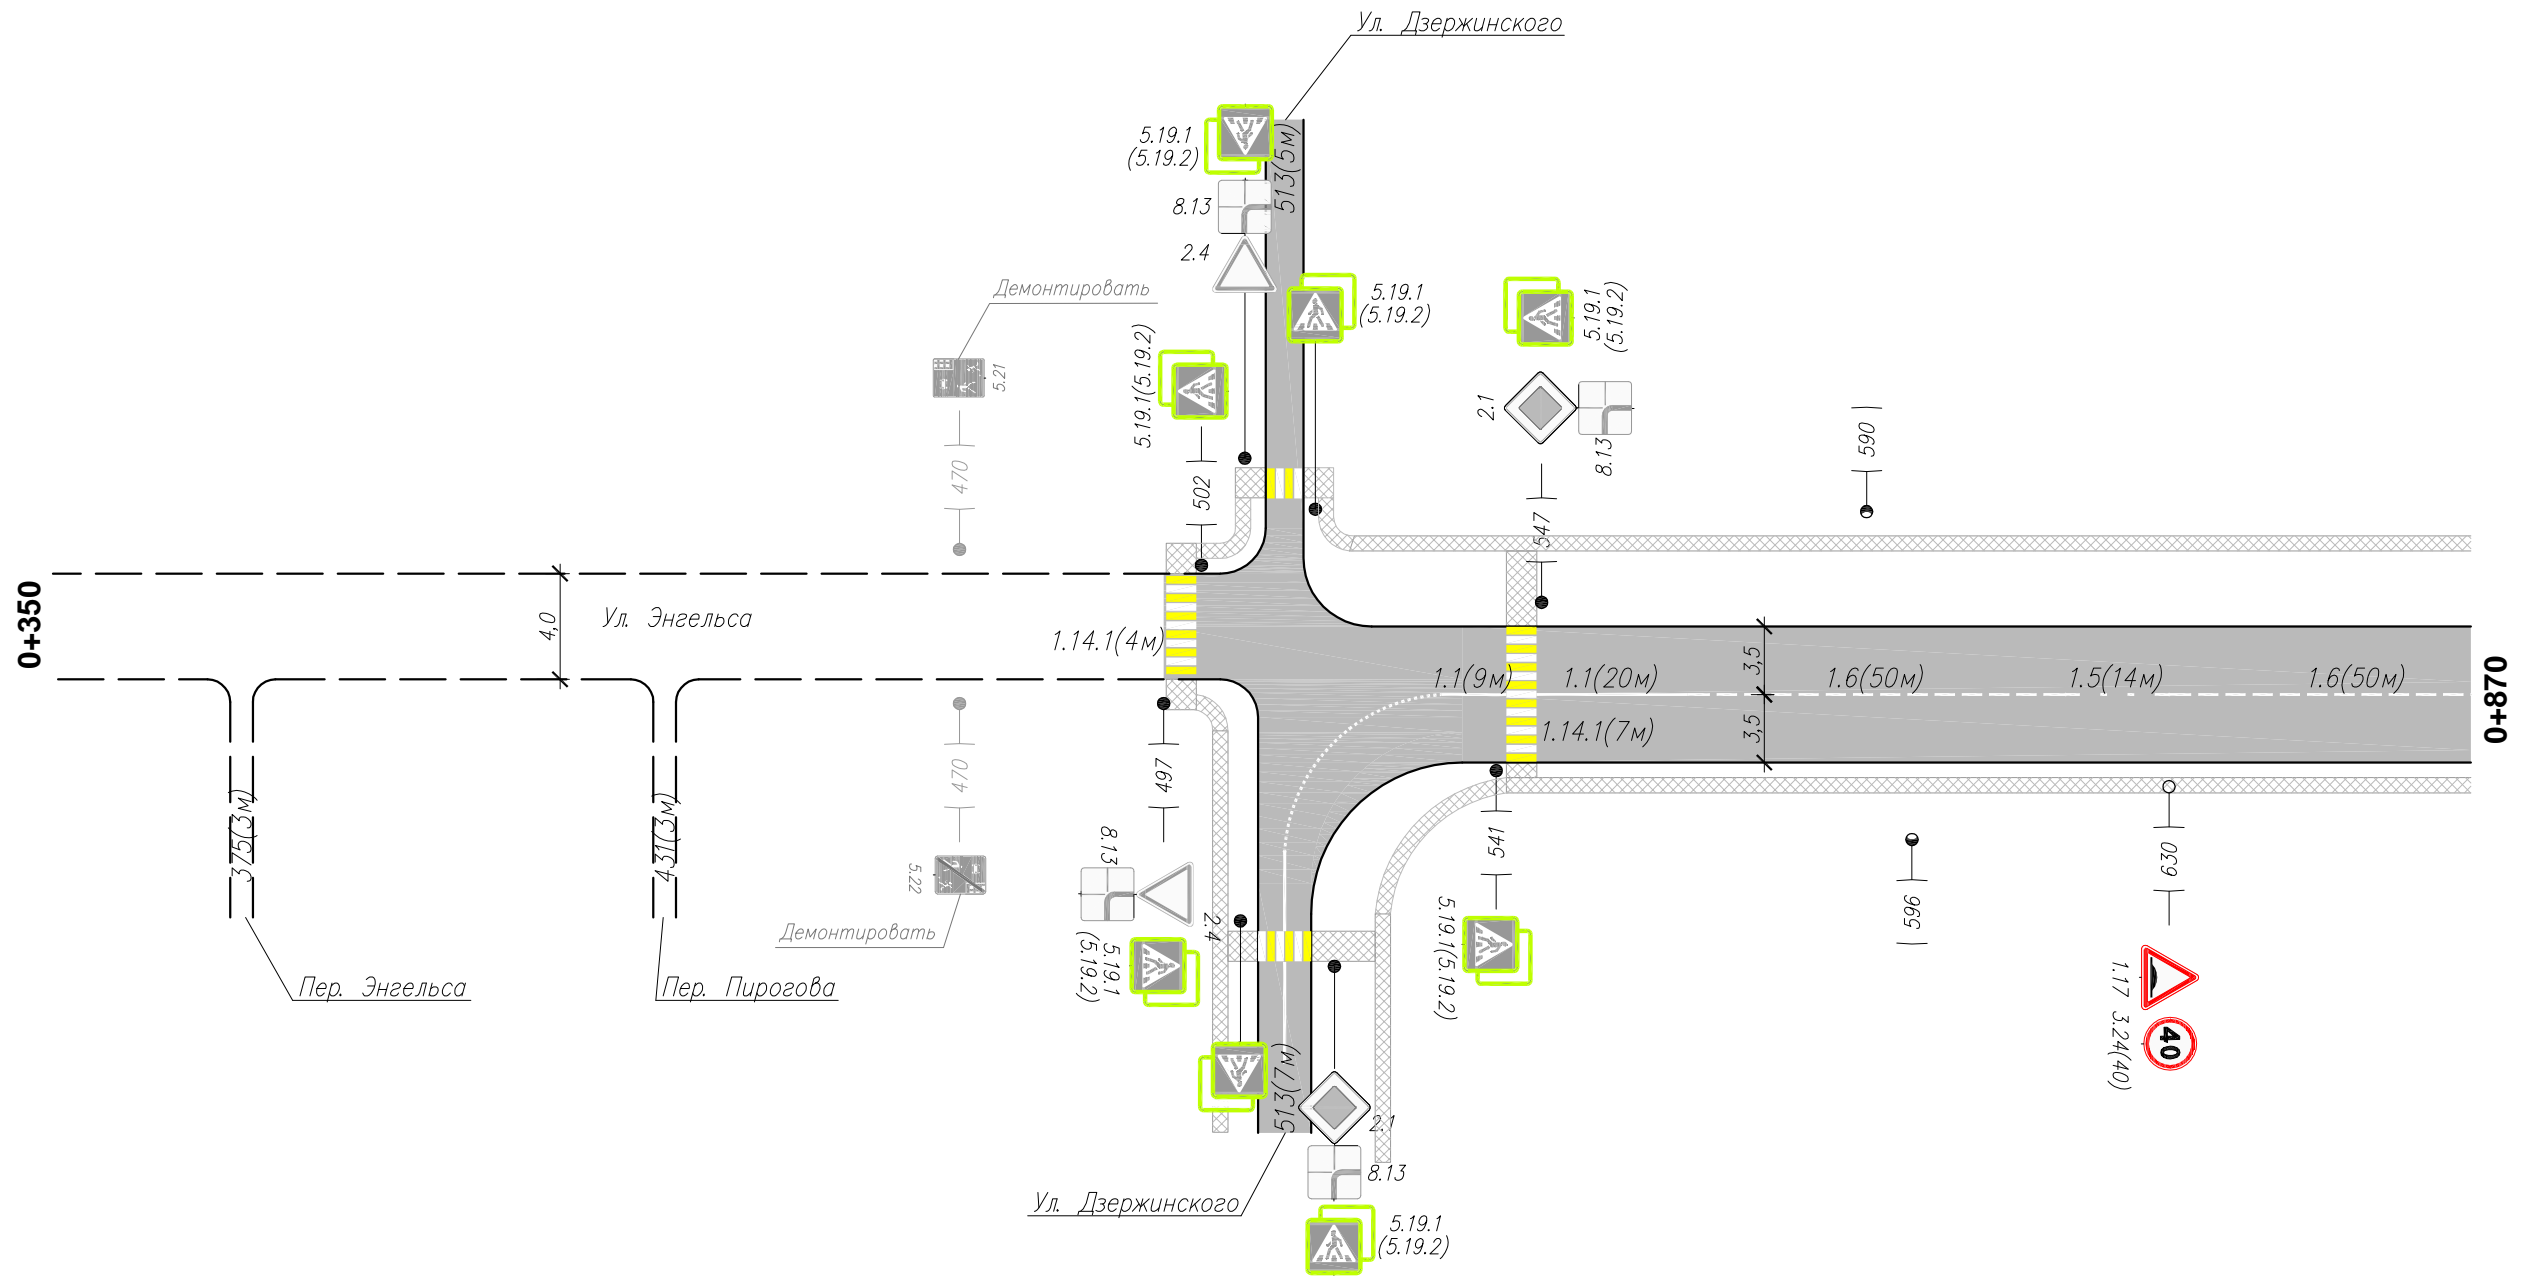 Ул. Дзержинского
5.19.1
(5.19.2)
513(5м)
8.13
2.4
Демонтировать
5.21
470
5.19.1(5.19.2)
502
5.19.1
(5.19.2)
5.19.1
(5.19.2)
2.1
8.13
547
590
0+350
4,0
Ул. Энгельса
1.14.1(4м)
1.1(9м)
1.1(20м)
3,5
1.6(50м)
1.5(14м)
1.6(50м)
0+870
3,5
1.14.1(7м)
375(3м)
431(3м)
470
5.22
Демонтировать
497
8.13
2.4
5.19.1
(5.19.2)
541
5.19.1(5.19.2)
596
630
1.17
3.24(40)
40
Пер. Энгельса
Пер. Пирогова
513(7м)
2.1
8.13
Ул. Дзержинского
5.19.1
(5.19.2)